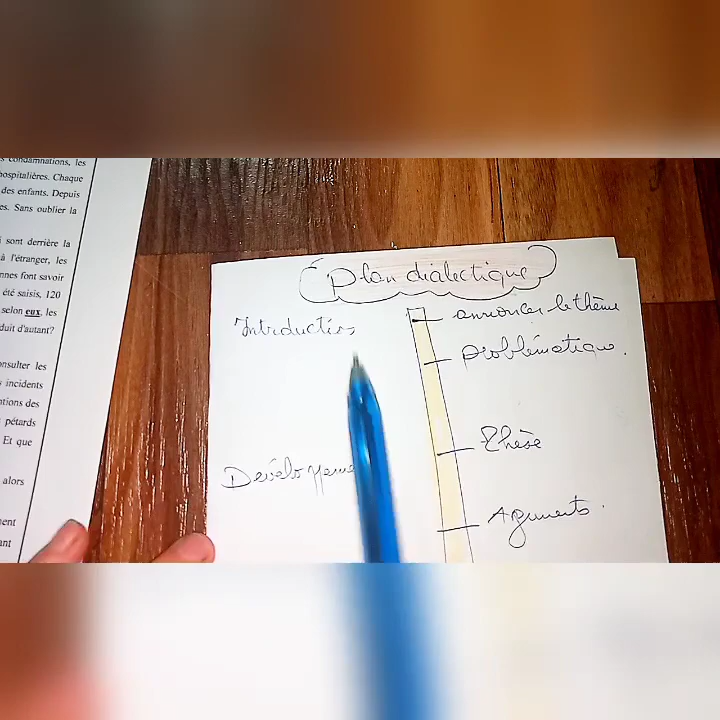 s condamnations, les
hospitalières. Chaque
des enfants. Depuis
es. Sans oublier la
i sont derrière la
à l'étranger, les
nnes font savoir
été saisis, 120
selon eux, les
duit d'autant?
onsulter les
s incidents
ntions des
pétards
Et que
alors
ment
ant
Plan dialectique
Introduction
annoncer le thème
problématique.
Thèse
Développeme
Arguments.